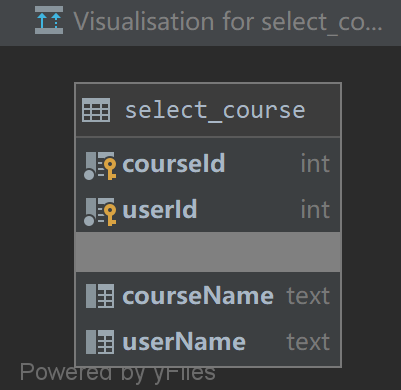 Visualisation for select_co...
select_course
courseId int
userId int
courseName text
userName text
Powered by yFiles